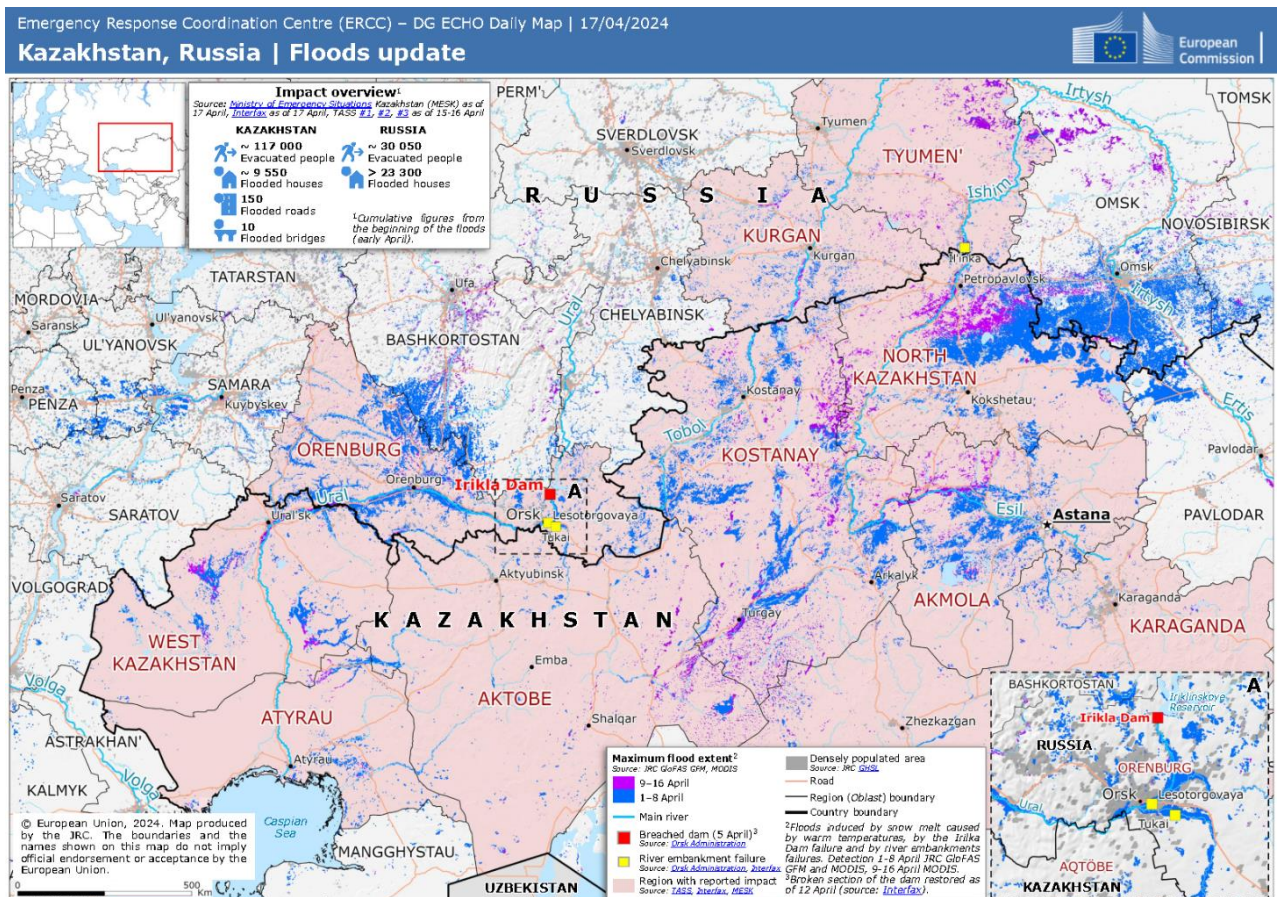 Emergency Response Coordination Centre (ERCC) – DG ECHO Daily Map | 17/04/2024
Kazakhstan, Russia | Floods update
European
Commission
Impact overview¹
Source: Ministry of Emergency Situations Kazakhstan (MESK) as of
17 April, Interfax as of 17 April, TASS #1, #2, #3 as of 15-16 April
KAZAKHSTAN
RUSSIA
~ 117 000
Evacuated people
~ 30 050
Evacuated people
~ 9 550
Flooded houses
> 23 300
Flooded houses
150
Flooded roads
10
Flooded bridges
¹Cumulative figures from
the beginning of the floods
(early April).
PERM'
SVERDLOVSK
Sverdlovsk
Tyumen
TYUMEN'
Irtysh
TOMSK
Ishim
OMSK
NOVOSIBIRSK
R U S S I A
KURGAN
Kurgan
Il'inka
Petropavlovsk
Omsk
Irtysh
TATARSTAN
Chelyabinsk
Ufa
Ural
CHELYABINSK
MORDOVIA
Saransk
Ul'yanovsk
UL'YANOVSK
BASHKORTOSTAN
SAMARA
Kuybyskev
Penza
PENZA
NORTH
KAZAKHSTAN
Kokshetau
Kostanay
Tobol
KOSTANAY
Ertis
Pavlodar
PAVLODAR
ORENBURG
Orenburg
Ural
Irikla Dam
A
Orsk
Lesotorgovaya
Tukai
Saratov
SARATOV
Ural'sk
Esil
Astana
VOLGOGRAD
Aktyubinsk
Arkalyk
AKMOLA
Karaganda
KARAGANDA
K A Z A K H S T A N
Turgay
WEST
KAZAKHSTAN
Emba
AKTOBE
Shalqar
Zhezkazgan
Volga
ATYRAU
Atyrau
ASTRAKHAN'
Volga
KALMYK
Caspian
Sea
MANGGHYSTAU
UZBEKISTAN
© European Union, 2024. Map produced
by the JRC. The boundaries and the
names shown on this map do not imply
official endorsement or acceptance by the
European Union.
0
500
Km
Maximum flood extent²
Source: JRC GloFAS GFM, MODIS
9–16 April
1–8 April
Main river
Breached dam (5 April)³
Source: Orsk Administration
River embankment failure
Source: Orsk Administration, Interfax
Region with reported impact
Source: TASS, Interfax, MESK
Densely populated area
Source: JRC GHSL
Road
Region (Oblast) boundary
Country boundary
²Floods induced by snow melt caused
by warm temperatures, by the Irilka
Dam failure and by river embankments
failures. Detection 1-8 April JRC GloFAS
GFM and MODIS, 9-16 April MODIS.
³Broken section of the dam restored as
of 12 April (source: Interfax).
BASHKORTOSTAN
A
Iriklinskoye
Reservoir
Irikla Dam
RUSSIA
ORENBURG
Orsk
Lesotorgovaya
Ural
Tukai
AQTÖBE
KAZAKHSTAN